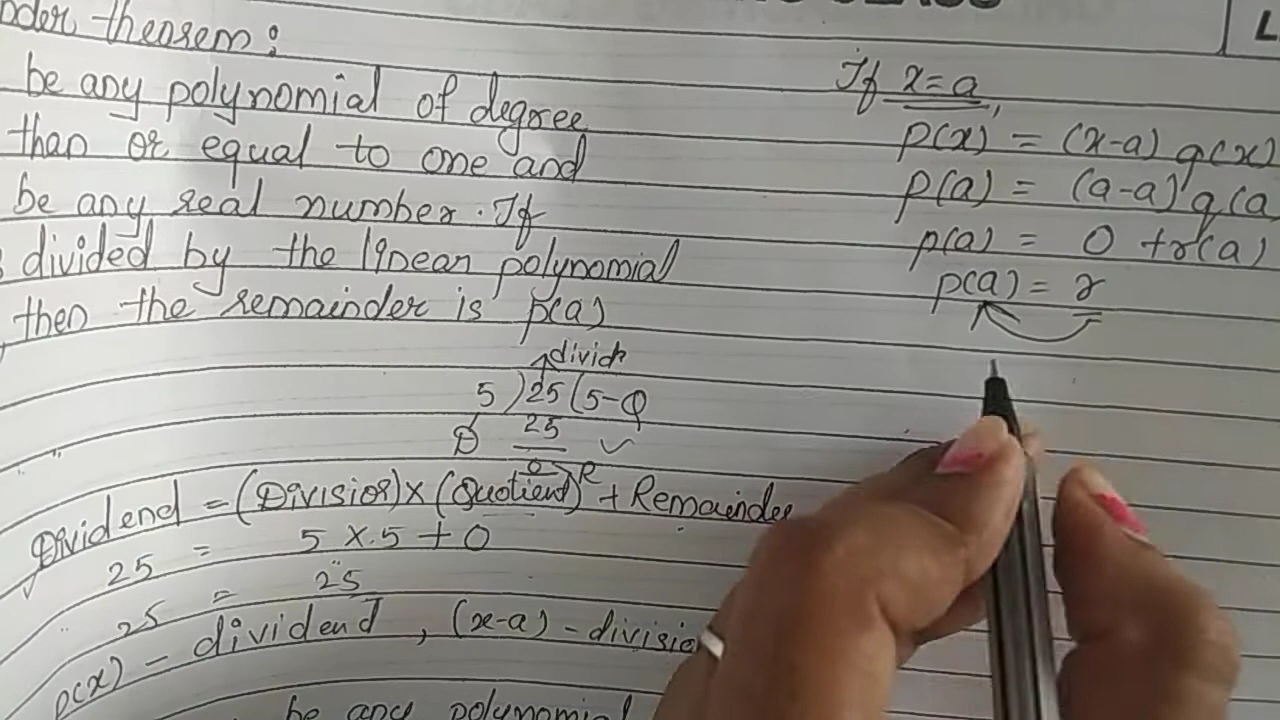 nder theorem:
be any polynomial of degree
than or equal to one and
be any real number. If
divided by the linear polynomial
then the remainder is p(a)
divide
5 ) 25 ( 5 - Q
D 25 ✓
0 R
Dividend = (Divisior) × (Quotient) + Remainder
25 = 5 × 5 + 0
25 = 25
p(x) - dividend, (x-a) - divisio
be any polynomial
L
If x = a,
p(x) = (x-a) q(x)
p(a) = (a-a) q(a
p(a) = 0 + r(a)
p(a) = r